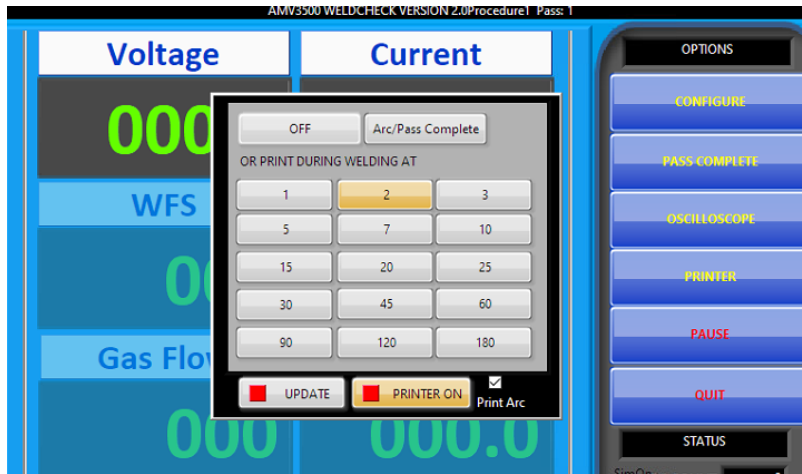 AMV3500 WELDCHECK VERSION 2.0Procedure1 Pass: 1
Voltage
Current
000
WFS
00
Gas Flo
000
000.0
OFF
Arc/Pass Complete
OR PRINT DURING WELDING AT
1 2 3
5 7 10
15 20 25
30 45 60
90 120 180
UPDATE
PRINTER ON
Print Arc
OPTIONS
CONFIGURE
PASS COMPLETE
OSCILLOSCOPE
PRINTER
PAUSE
QUIT
STATUS
SimOn